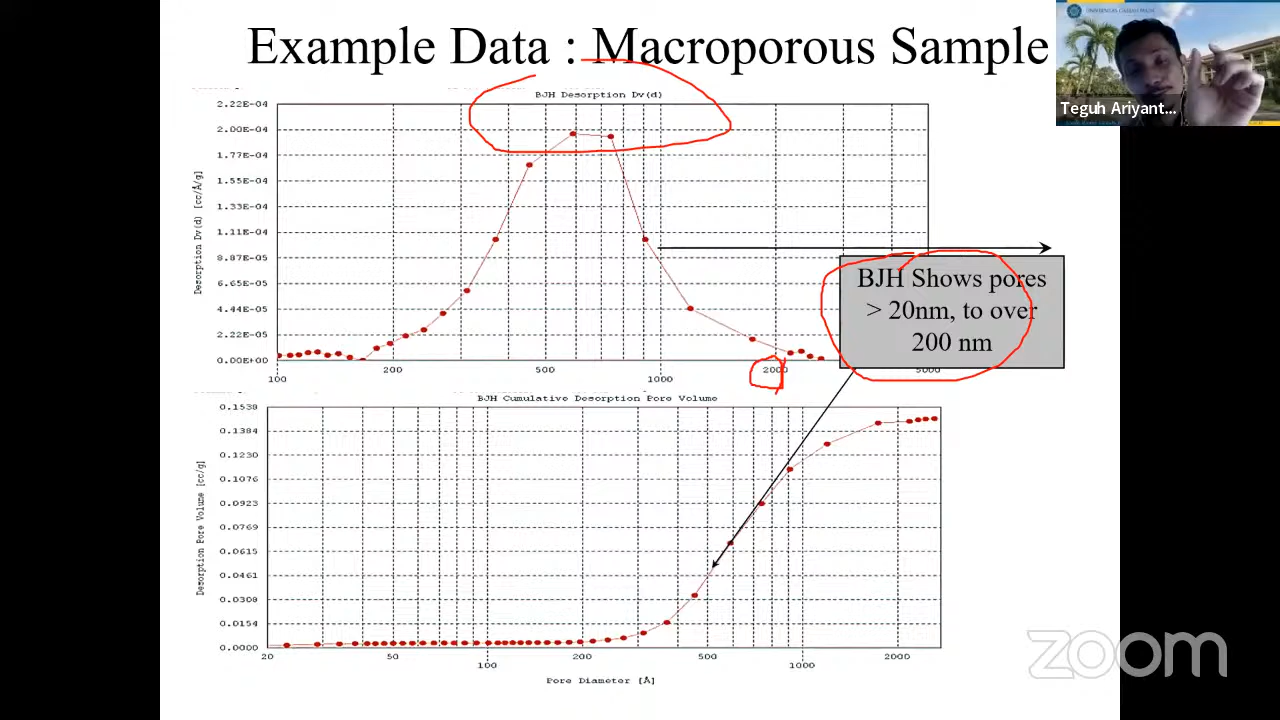 Example Data : Macroporous Sample
Teguh Ariyant...
BJH Desorption Dv(d)
Desorption Dv(d) [cc/Å/g]
2.22E-04
2.00E-04
1.77E-04
1.55E-04
1.33E-04
1.11E-04
8.87E-05
6.65E-05
4.44E-05
2.22E-05
0.00E+00
100
200
500
1000
2000
5000
BJH Shows pores
> 20nm, to over
200 nm
BJH Cumulative Desorption Pore Volume
Desorption Pore Volume [cc/g]
0.1538
0.1384
0.1230
0.1076
0.0923
0.0769
0.0615
0.0461
0.0308
0.0154
0.0000
20
50
100
200
500
1000
2000
Pore Diameter [Å]
zoom